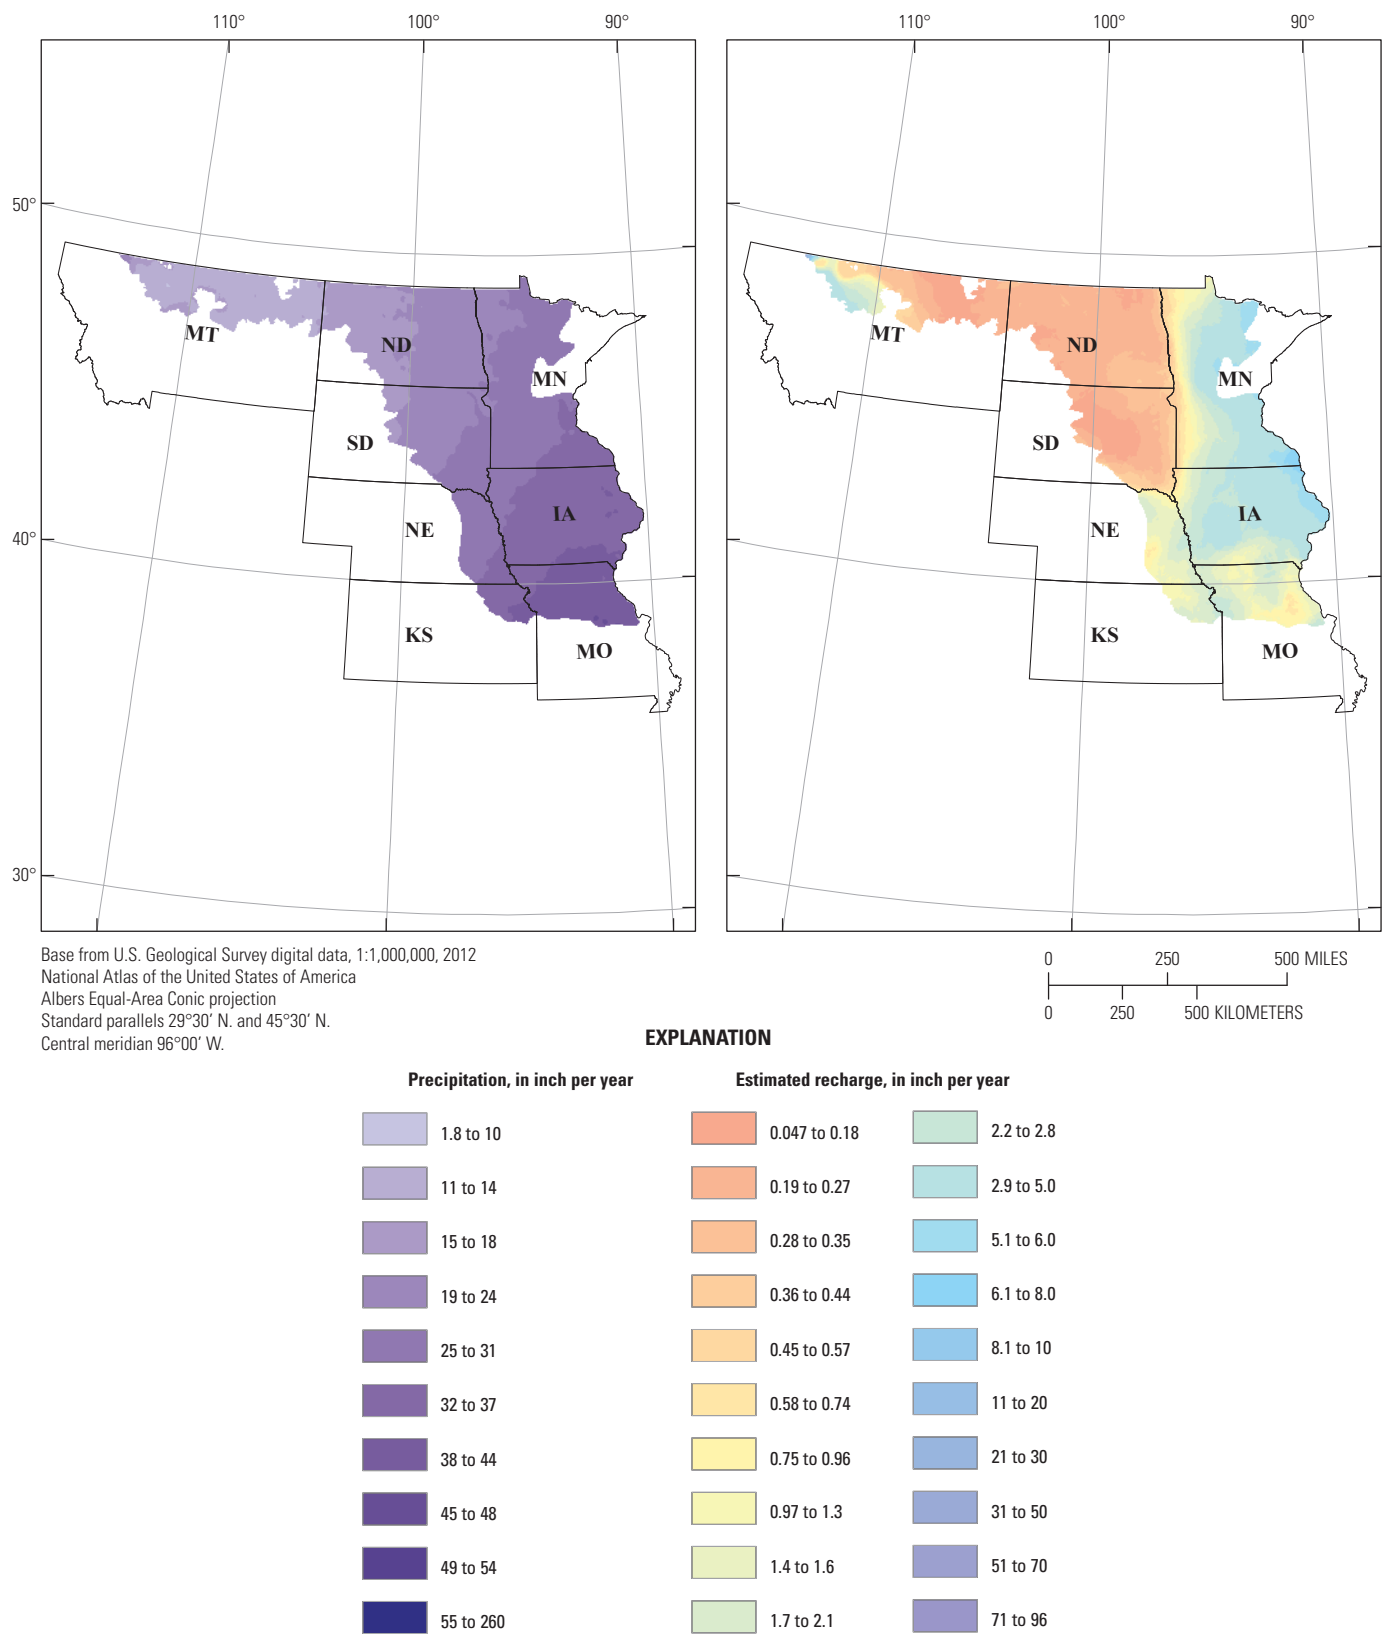 110°
100°
90°
110°
100°
90°
50°
40°
30°
MT
ND
MN
SD
IA
NE
KS
MO
MT
ND
MN
SD
IA
NE
KS
MO
Base from U.S. Geological Survey digital data, 1:1,000,000, 2012
National Atlas of the United States of America
Albers Equal-Area Conic projection
Standard parallels 29°30′ N. and 45°30′ N.
Central meridian 96°00′ W.
0 250 500 MILES
0 250 500 KILOMETERS
EXPLANATION
Precipitation, in inch per year
1.8 to 10
11 to 14
15 to 18
19 to 24
25 to 31
32 to 37
38 to 44
45 to 48
49 to 54
55 to 260
Estimated recharge, in inch per year
0.047 to 0.18
0.19 to 0.27
0.28 to 0.35
0.36 to 0.44
0.45 to 0.57
0.58 to 0.74
0.75 to 0.96
0.97 to 1.3
1.4 to 1.6
1.7 to 2.1
2.2 to 2.8
2.9 to 5.0
5.1 to 6.0
6.1 to 8.0
8.1 to 10
11 to 20
21 to 30
31 to 50
51 to 70
71 to 96